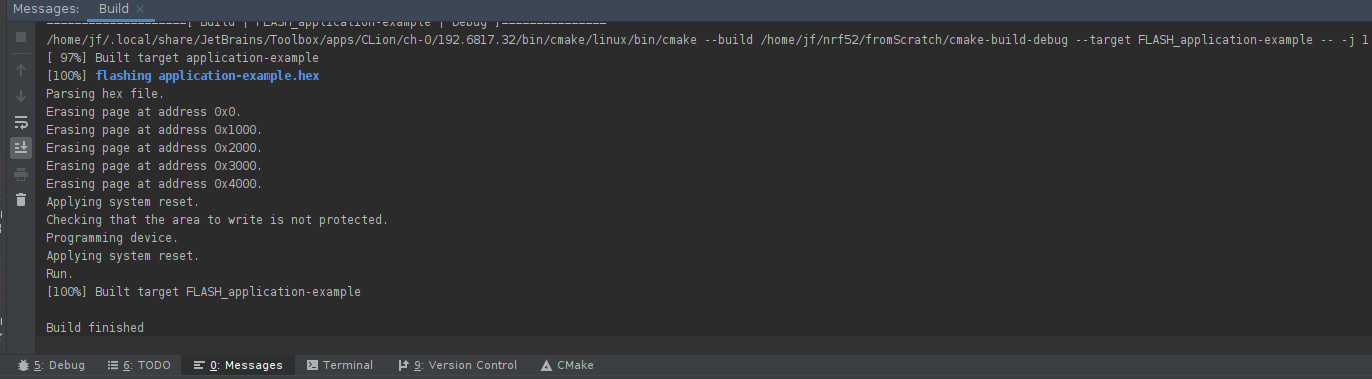 Messages: Build ×
====================[ Build | FLASH_application-example | Debug ]===============
/home/jf/.local/share/JetBrains/Toolbox/apps/CLion/ch-0/192.6817.32/bin/cmake/linux/bin/cmake --build /home/jf/nrf52/fromScratch/cmake-build-debug --target FLASH_application-example -- -j 1
[ 97%] Built target application-example
[100%] flashing application-example.hex
Parsing hex file.
Erasing page at address 0x0.
Erasing page at address 0x1000.
Erasing page at address 0x2000.
Erasing page at address 0x3000.
Erasing page at address 0x4000.
Applying system reset.
Checking that the area to write is not protected.
Programming device.
Applying system reset.
Run.
[100%] Built target FLASH_application-example
Build finished
5: Debug 6: TODO 0: Messages Terminal 9: Version Control CMake